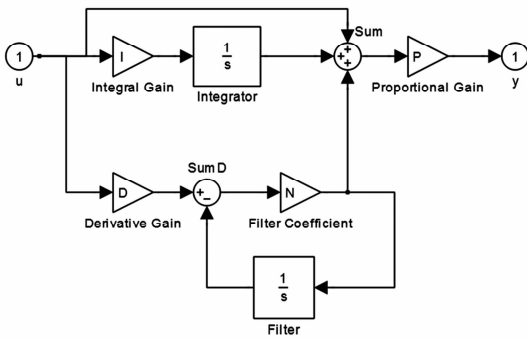 Sum
1
u
I
Integral Gain
1
s
Integrator
+
+
+
P
Proportional Gain
1
y
Sum D
D
Derivative Gain
+
−
N
Filter Coefficient
1
s
Filter